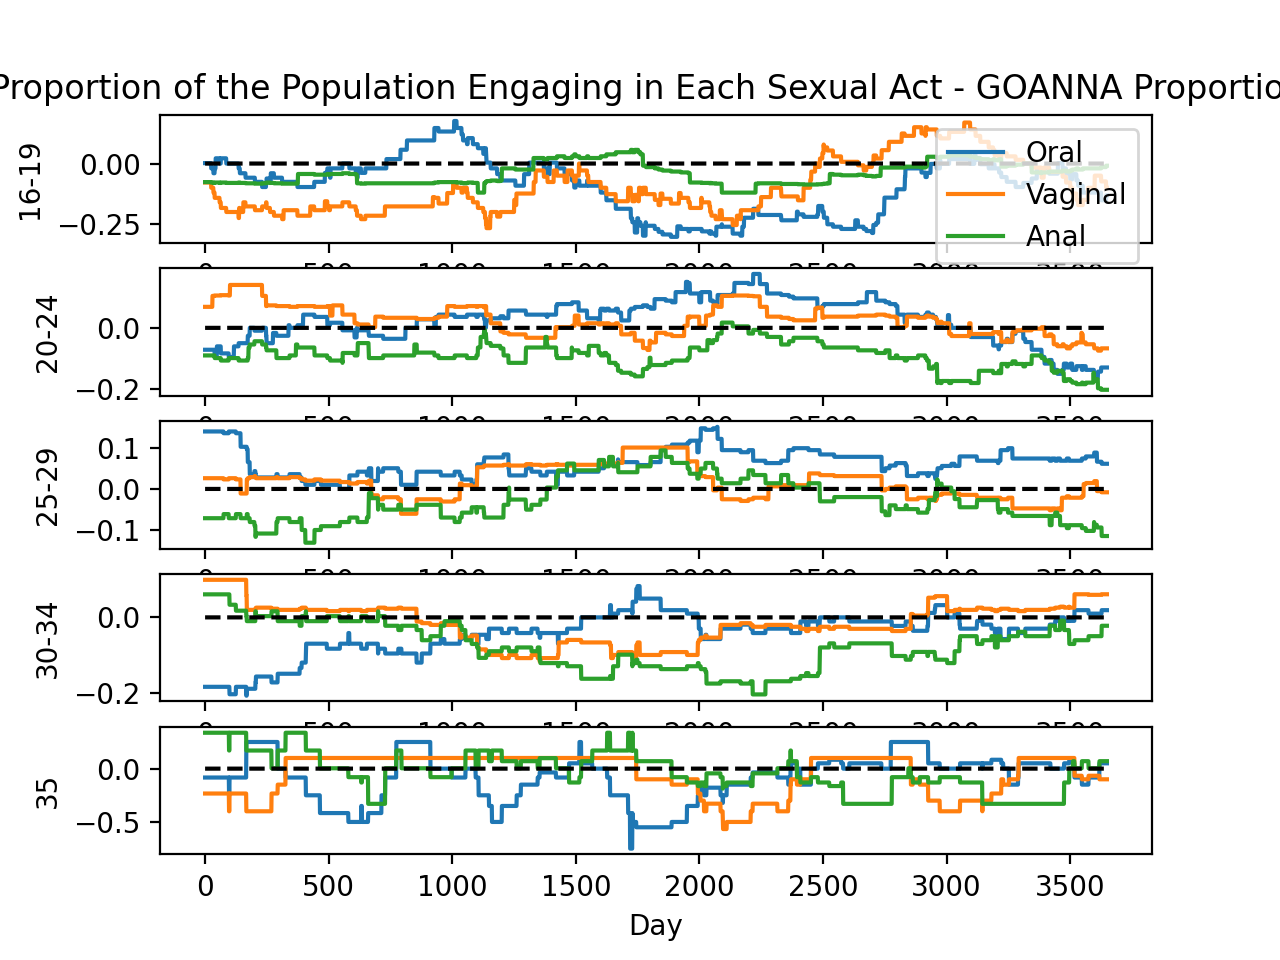 Proportion of the Population Engaging in Each Sexual Act - GOANNA Proportio
16-19
0.00
−0.25
Oral
Vaginal
Anal
20-24
0.0
−0.2
25-29
0.1
0.0
−0.1
30-34
0.0
−0.2
35
0.0
−0.5
0 500 1000 1500 2000 2500 3000 3500
Day